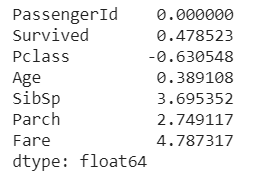 PassengerId    0.000000
Survived       0.478523
Pclass        -0.630548
Age            0.389108
SibSp          3.695352
Parch          2.749117
Fare           4.787317
dtype: float64